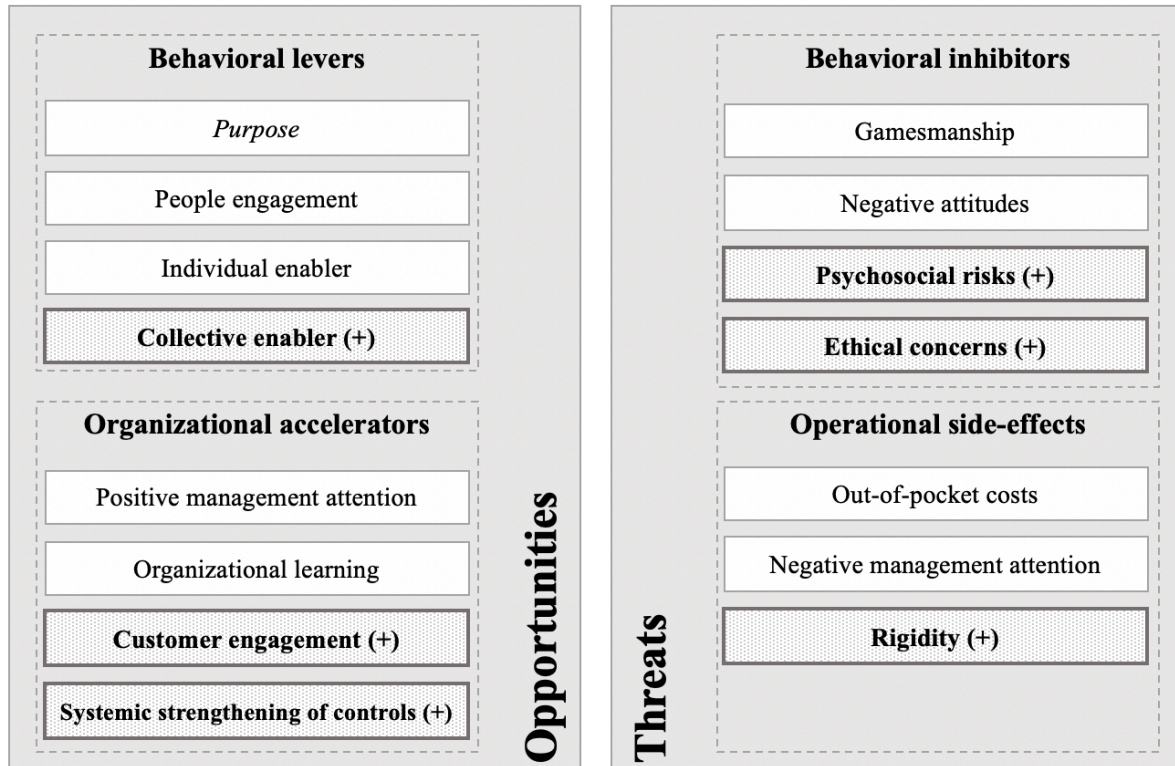 Behavioral levers
Purpose
People engagement
Individual enabler
Collective enabler (+)
Organizational accelerators
Positive management attention
Organizational learning
Customer engagement (+)
Systemic strengthening of controls (+)
Opportunities
Threats
Behavioral inhibitors
Gamesmanship
Negative attitudes
Psychosocial risks (+)
Ethical concerns (+)
Operational side-effects
Out-of-pocket costs
Negative management attention
Rigidity (+)